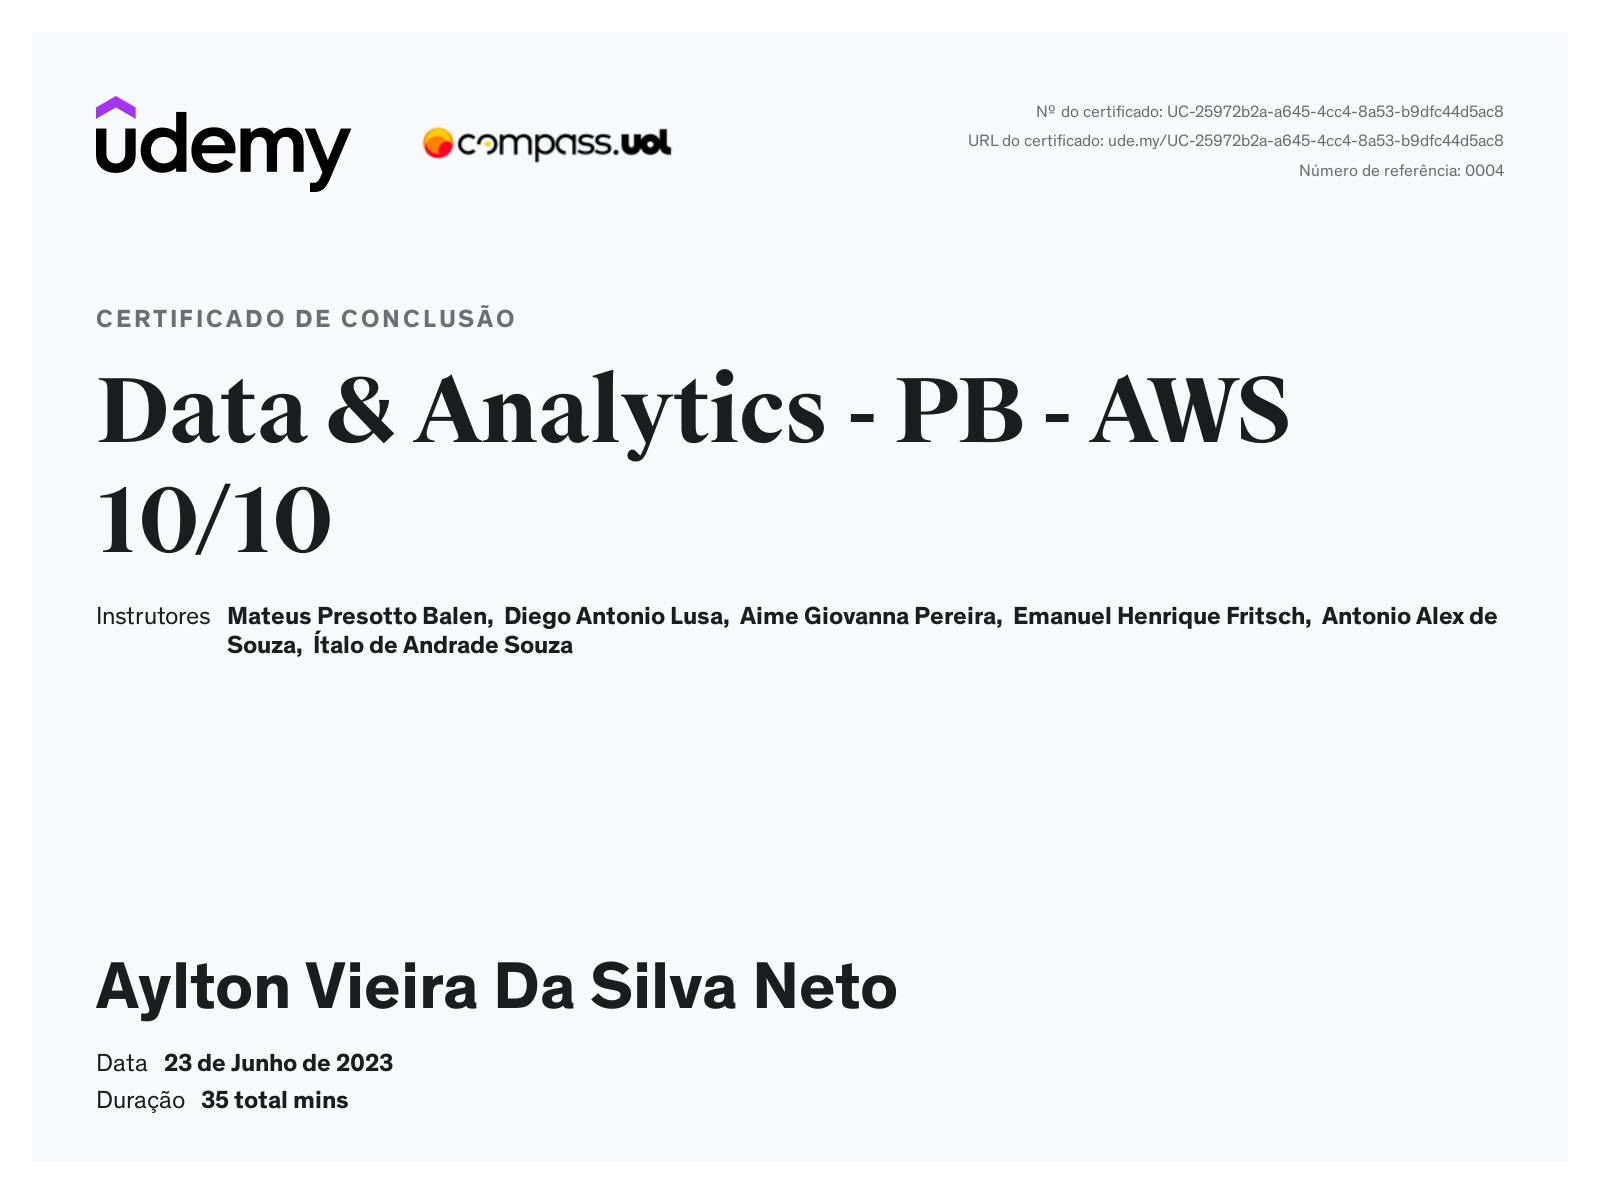 udemy
compass.uol
Nº do certificado: UC-25972b2a-a645-4cc4-8a53-b9dfc44d5ac8
URL do certificado: ude.my/UC-25972b2a-a645-4cc4-8a53-b9dfc44d5ac8
Número de referência: 0004
CERTIFICADO DE CONCLUSÃO
Data & Analytics - PB - AWS
10/10
Instrutores Mateus Presotto Balen, Diego Antonio Lusa, Aime Giovanna Pereira, Emanuel Henrique Fritsch, Antonio Alex de
Souza, Ítalo de Andrade Souza
Aylton Vieira Da Silva Neto
Data 23 de Junho de 2023
Duração 35 total mins